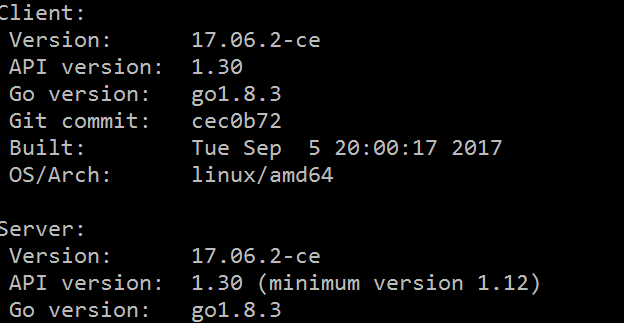 Client:
 Version:      17.06.2-ce
 API version:  1.30
 Go version:   go1.8.3
 Git commit:   cec0b72
 Built:        Tue Sep  5 20:00:17 2017
 OS/Arch:      linux/amd64

Server:
 Version:      17.06.2-ce
 API version:  1.30 (minimum version 1.12)
 Go version:   go1.8.3